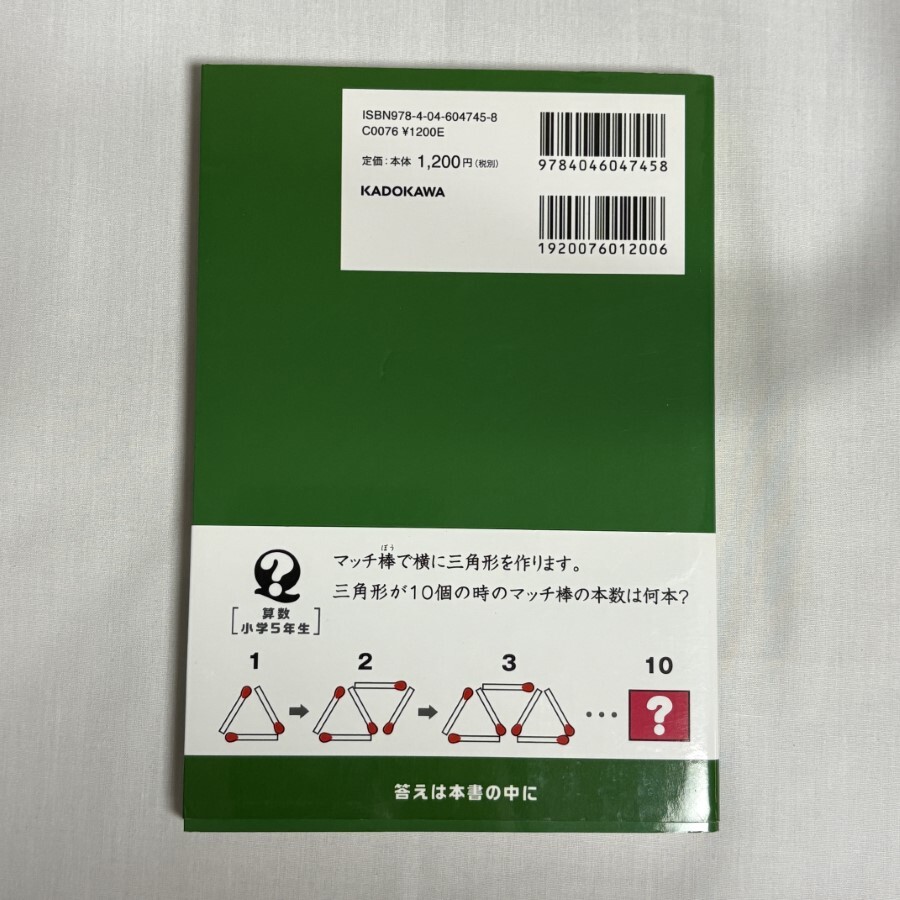 ISBN978-4-04-604745-8
C0076 ¥1200E
定価：本体 1,200円（税別）
KADOKAWA
9784046047458
1920076012006
マッチ棒で横に三角形を作ります。
ぼう
三角形が10個の時のマッチ棒の本数は何本？
?
算数
[小学5年生]
1
2
3
10
...
?
答えは本書の中に